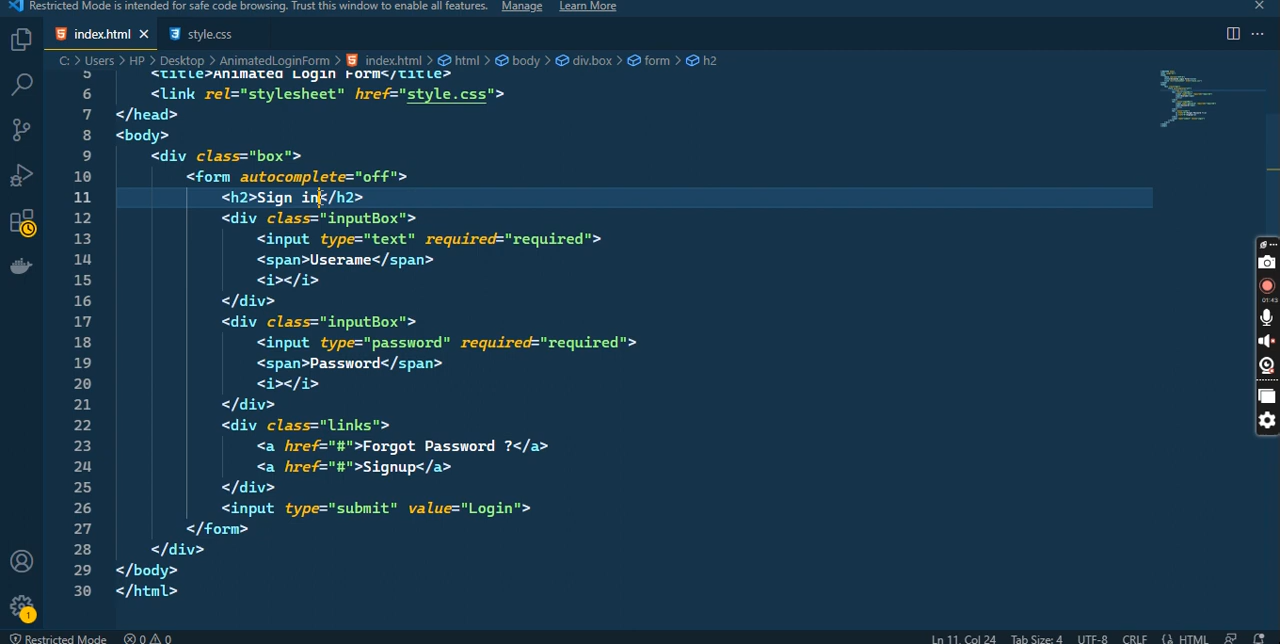 Restricted Mode is intended for safe code browsing. Trust this window to enable all features. Manage Learn More
index.html style.css
C: > Users > HP > Desktop > AnimatedLoginForm > index.html > html > body > div.box > form > h2
5 <title>Animated Login Form</title>
6 <link rel="stylesheet" href="style.css">
7 </head>
8 <body>
9 <div class="box">
10 <form autocomplete="off">
11 <h2>Sign in</h2>
12 <div class="inputBox">
13 <input type="text" required="required">
14 <span>Userame</span>
15 <i></i>
16 </div>
17 <div class="inputBox">
18 <input type="password" required="required">
19 <span>Password</span>
20 <i></i>
21 </div>
22 <div class="links">
23 <a href="#">Forgot Password ?</a>
24 <a href="#">Signup</a>
25 </div>
26 <input type="submit" value="Login">
27 </form>
28 </div>
29 </body>
30 </html>
01:43
1
Restricted Mode 0 0 Ln 11, Col 24 Tab Size: 4 UTF-8 CRLF {} HTML